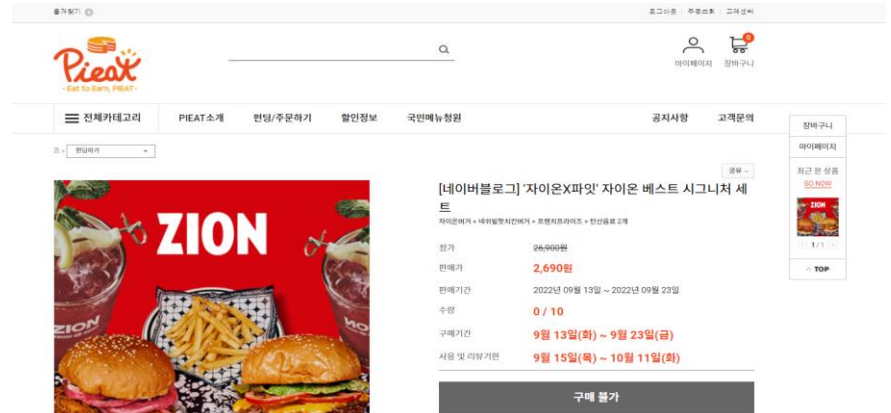 즐겨찾기
로그아웃 주문조회 고객센터
Pieat
- Eat to Earn, PIEAT -
0
마이페이지 장바구니
전체카테고리 PIEAT소개 펀딩/주문하기 할인정보 국민메뉴청원 공지사항 고객문의
장바구니
마이페이지
최근 본 상품
GO NOW
ZION
1/1
TOP
홈 > 펀딩하기
공유
ZION
ZION
[네이버블로그] '자이온X파잇' 자이온 베스트 시그니처 세
트
자이온버거 + 내쉬빌핫치킨버거 + 프렌치프라이즈 + 탄산음료 2개
정가 26,900원
판매가 2,690원
판매기간 2022년 09월 13일 ~ 2022년 09월 23일
수량 0 / 10
구매기간 9월 13일(화) ~ 9월 23일(금)
사용 및 리뷰기한 9월 15일(목) ~ 10월 11일(화)
구매 불가